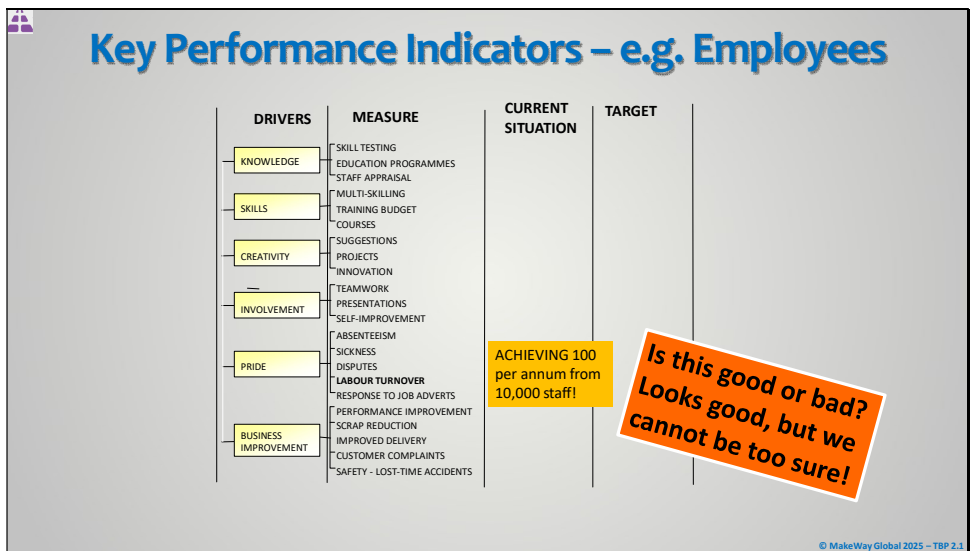 Key Performance Indicators – e.g. Employees
DRIVERS
MEASURE
CURRENT
SITUATION
TARGET
KNOWLEDGE
SKILL TESTING
EDUCATION PROGRAMMES
STAFF APPRAISAL
SKILLS
MULTI-SKILLING
TRAINING BUDGET
COURSES
CREATIVITY
SUGGESTIONS
PROJECTS
INNOVATION
INVOLVEMENT
TEAMWORK
PRESENTATIONS
SELF-IMPROVEMENT
PRIDE
ABSENTEEISM
SICKNESS
DISPUTES
LABOUR TURNOVER
RESPONSE TO JOB ADVERTS
ACHIEVING 100
per annum from
10,000 staff!
Is this good or bad?
Looks good, but we
cannot be too sure!
BUSINESS
IMPROVEMENT
PERFORMANCE IMPROVEMENT
SCRAP REDUCTION
IMPROVED DELIVERY
CUSTOMER COMPLAINTS
SAFETY - LOST-TIME ACCIDENTS
© MakeWay Global 2025 – TBP 2.1